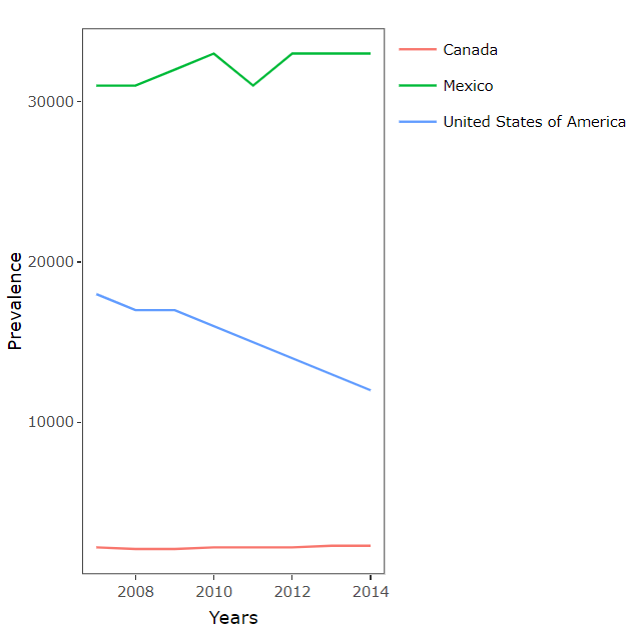 Canada
Mexico
United States of America
Prevalence
30000
20000
10000
2008 2010 2012 2014
Years